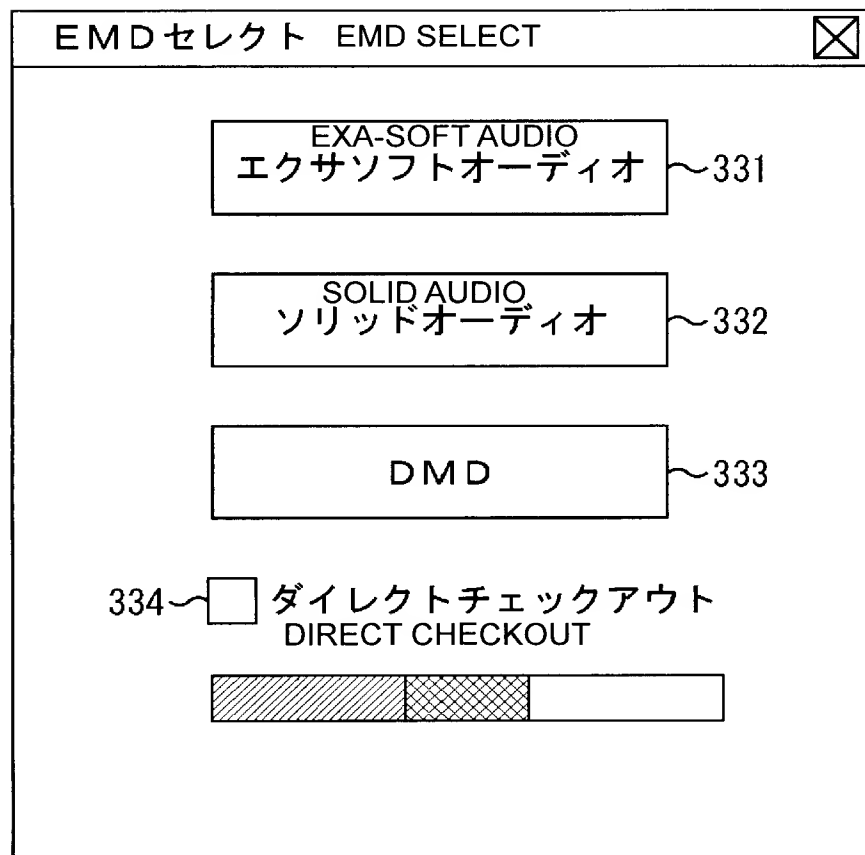 EMDセレクト EMD SELECT
EXA-SOFT AUDIO
エクサソフトオーディオ 331
SOLID AUDIO
ソリッドオーディオ 332
DMD 333
334 ダイレクトチェックアウト
DIRECT CHECKOUT